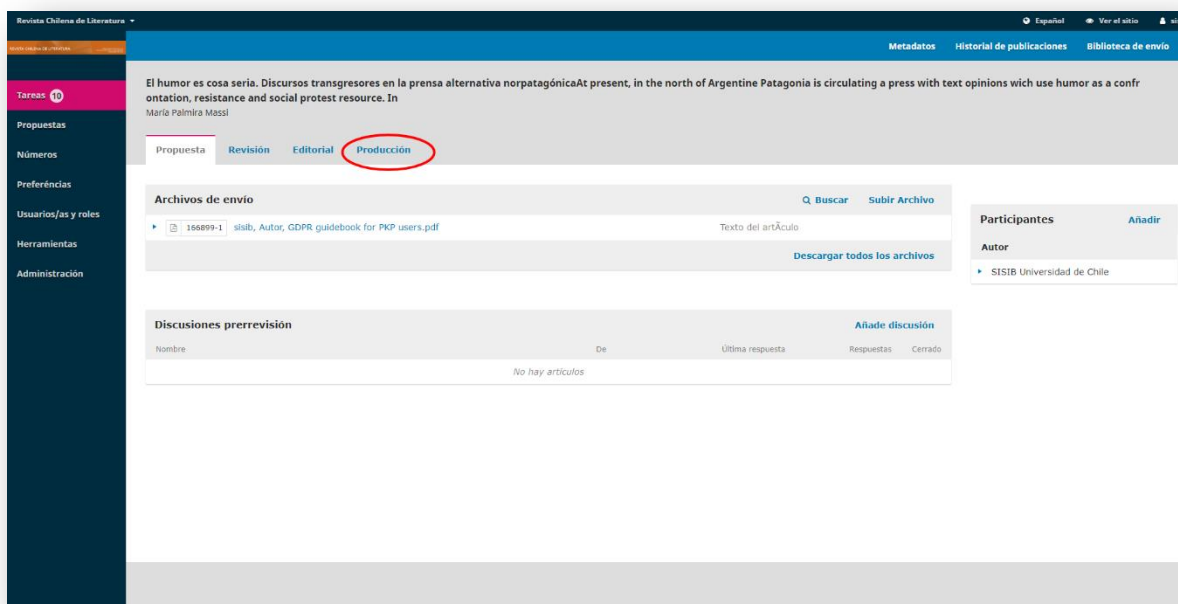 Revista Chilena de Literatura
Español Ver el sitio
REVISTA CHILENA DE LITERATURA
Metadatos Historial de publicaciones Biblioteca de envío
Tareas 10
Propuestas
Números
Preferéncias
Usuarios/as y roles
Herramientas
Administración
El humor es cosa seria. Discursos transgresores en la prensa alternativa norpatagónicaAt present, in the north of Argentine Patagonia is circulating a press with text opinions wich use humor as a confr
ontation, resistance and social protest resource. In
María Palmira Massi
Propuesta Revisión Editorial Producción
Archivos de envío Buscar Subir Archivo
166899-1 sisib, Autor, GDPR guidebook for PKP users.pdf Texto del artÃculo
Descargar todos los archivos
Participantes Añadir
Autor
SISIB Universidad de Chile
Discusiones prerrevisión Añade discusión
Nombre De Última respuesta Respuestas Cerrado
No hay artículos